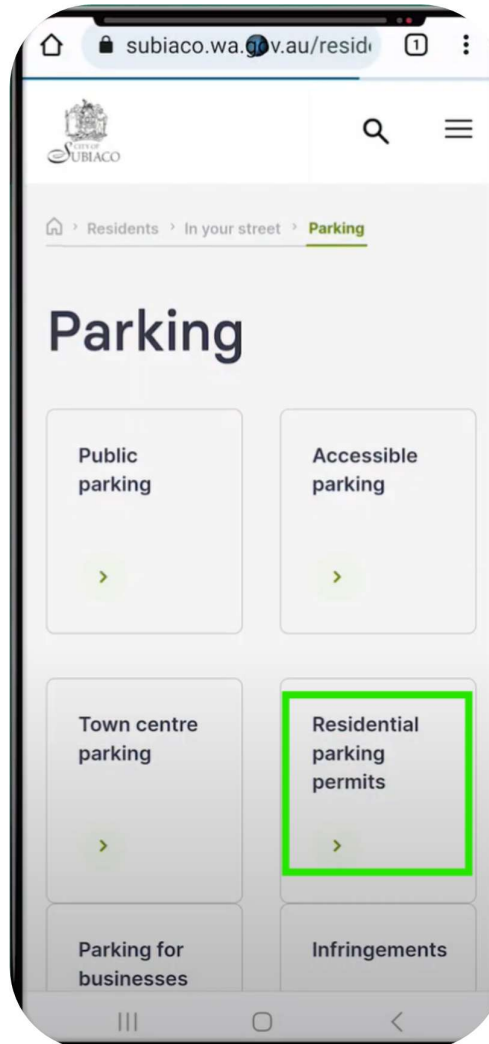 subiaco.wa.gov.au/resid
1
CITY OF
SUBIACO
Residents > In your street > Parking
Parking
Public
parking
Accessible
parking
Town centre
parking
Residential
parking
permits
Parking for
businesses
Infringements